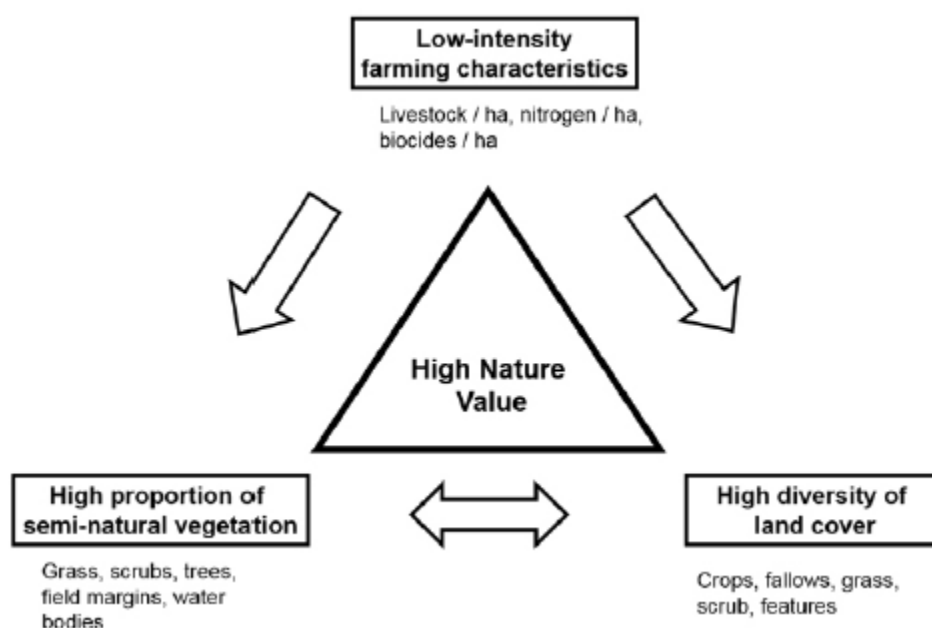 Low-intensity
farming characteristics
Livestock / ha, nitrogen / ha,
biocides / ha
High Nature
Value
High proportion of
semi-natural vegetation
Grass, scrubs, trees,
field margins, water
bodies
High diversity of
land cover
Crops, fallows, grass,
scrub, features